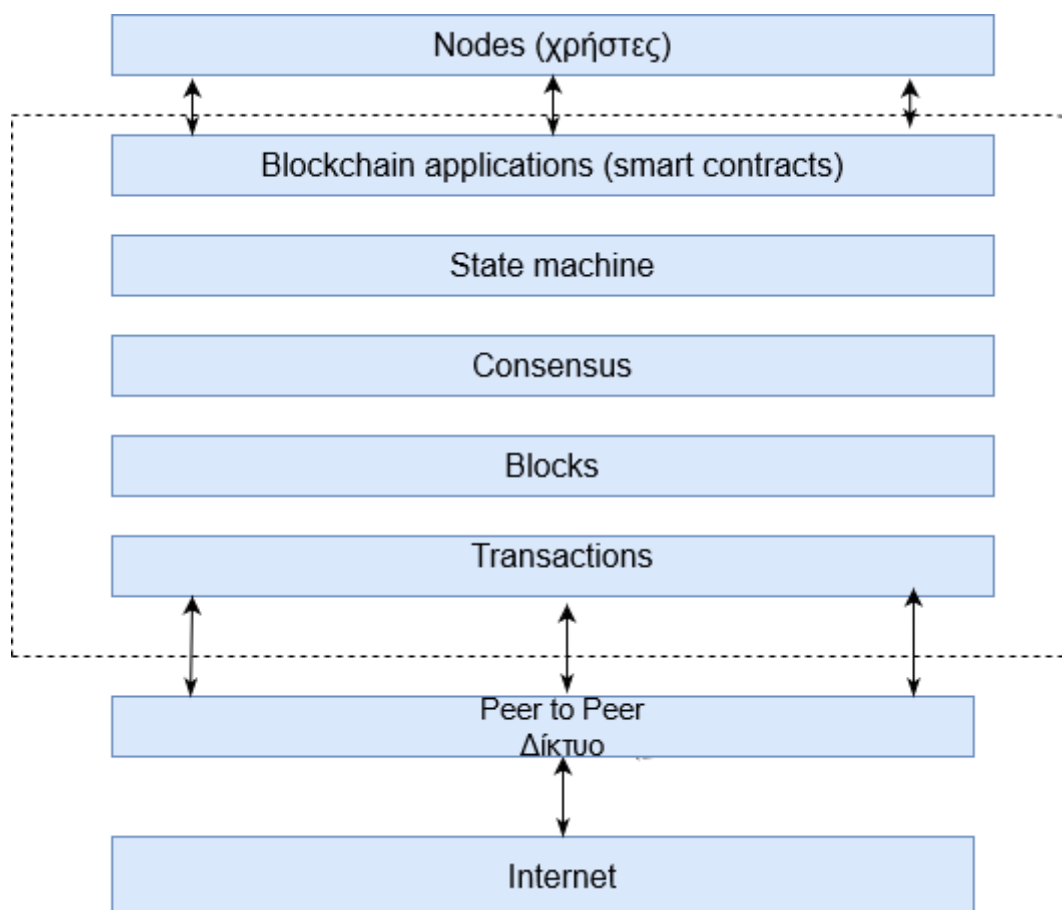 Nodes (χρήστες)
Blockchain applications (smart contracts)
State machine
Consensus
Blocks
Transactions
Peer to Peer
Δίκτυο
Internet